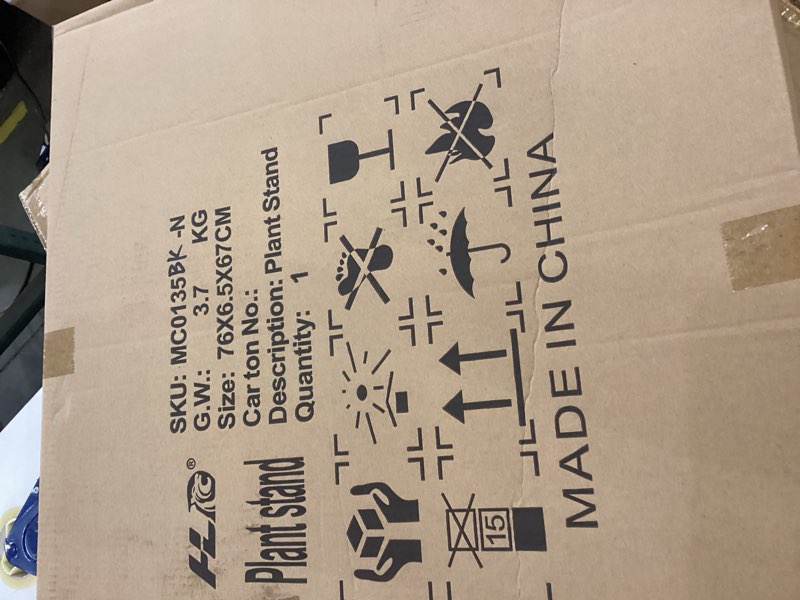 SKU: MC0135BK-N
G.W.: 3.7 KG
Size: 76X6.5X67CM
Carton No.:
Description: Plant Stand
Quantity: 1
®
Plant stand
15
MADE IN CHINA